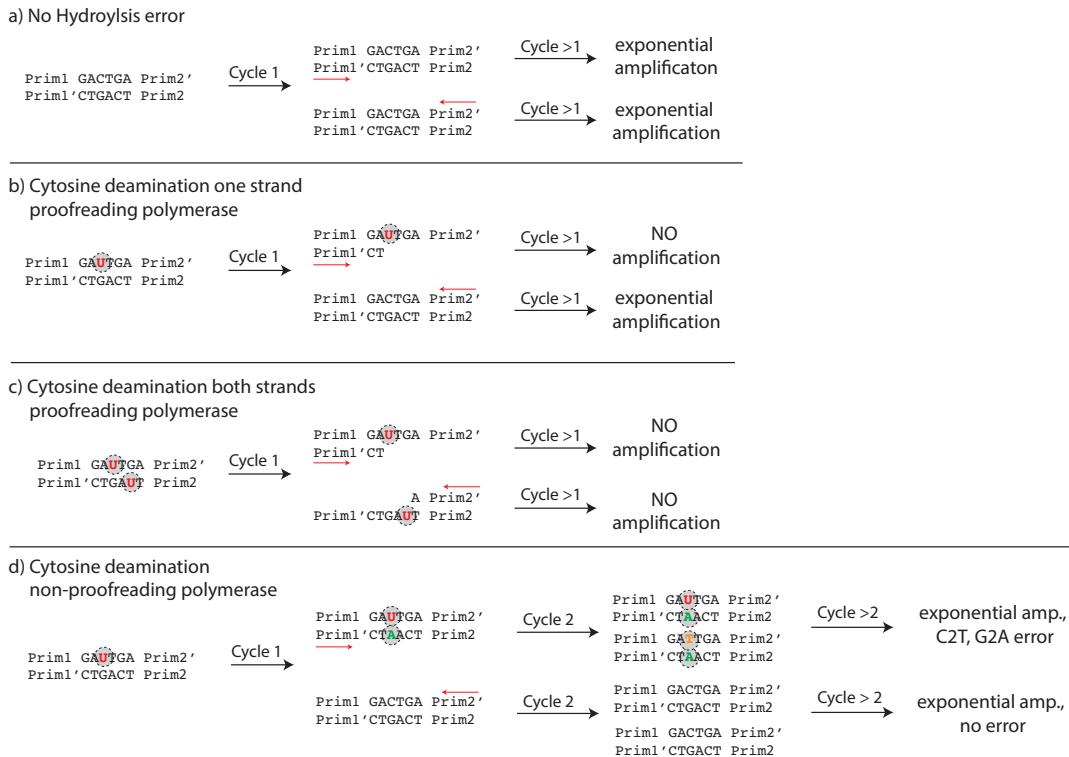 a) No Hydroylsis error
Prim1 GACTGA Prim2'
Prim1'CTGACT Prim2
Cycle 1
Prim1 GACTGA Prim2'
Prim1'CTGACT Prim2
Cycle >1
exponential
amplificaton
Prim1 GACTGA Prim2'
Prim1'CTGACT Prim2
Cycle >1
exponential
amplification
b) Cytosine deamination one strand
proofreading polymerase
Prim1 GAUTGA Prim2'
Prim1'CTGACT Prim2
Cycle 1
Prim1 GAUTGA Prim2'
Prim1'CT
Cycle >1
NO
amplification
Prim1 GACTGA Prim2'
Prim1'CTGACT Prim2
Cycle >1
exponential
amplification
c) Cytosine deamination both strands
proofreading polymerase
Prim1 GAUTGA Prim2'
Prim1'CTGAUT Prim2
Cycle 1
Prim1 GAUTGA Prim2'
Prim1'CT
Cycle >1
NO
amplification
A Prim2'
Prim1'CTGAUT Prim2
Cycle >1
NO
amplification
d) Cytosine deamination
non-proofreading polymerase
Prim1 GAUTGA Prim2'
Prim1'CTGACT Prim2
Cycle 1
Prim1 GAUTGA Prim2'
Prim1'CTAACT Prim2
Cycle 2
Prim1 GAUTGA Prim2'
Prim1'CTAACT Prim2
Prim1 GATTGA Prim2'
Prim1'CTAACT Prim2
Cycle >2
exponential amp.,
C2T, G2A error
Prim1 GACTGA Prim2'
Prim1'CTGACT Prim2
Cycle 2
Prim1 GACTGA Prim2'
Prim1'CTGACT Prim2
Prim1 GACTGA Prim2'
Prim1'CTGACT Prim2
Cycle > 2
exponential amp.,
no error